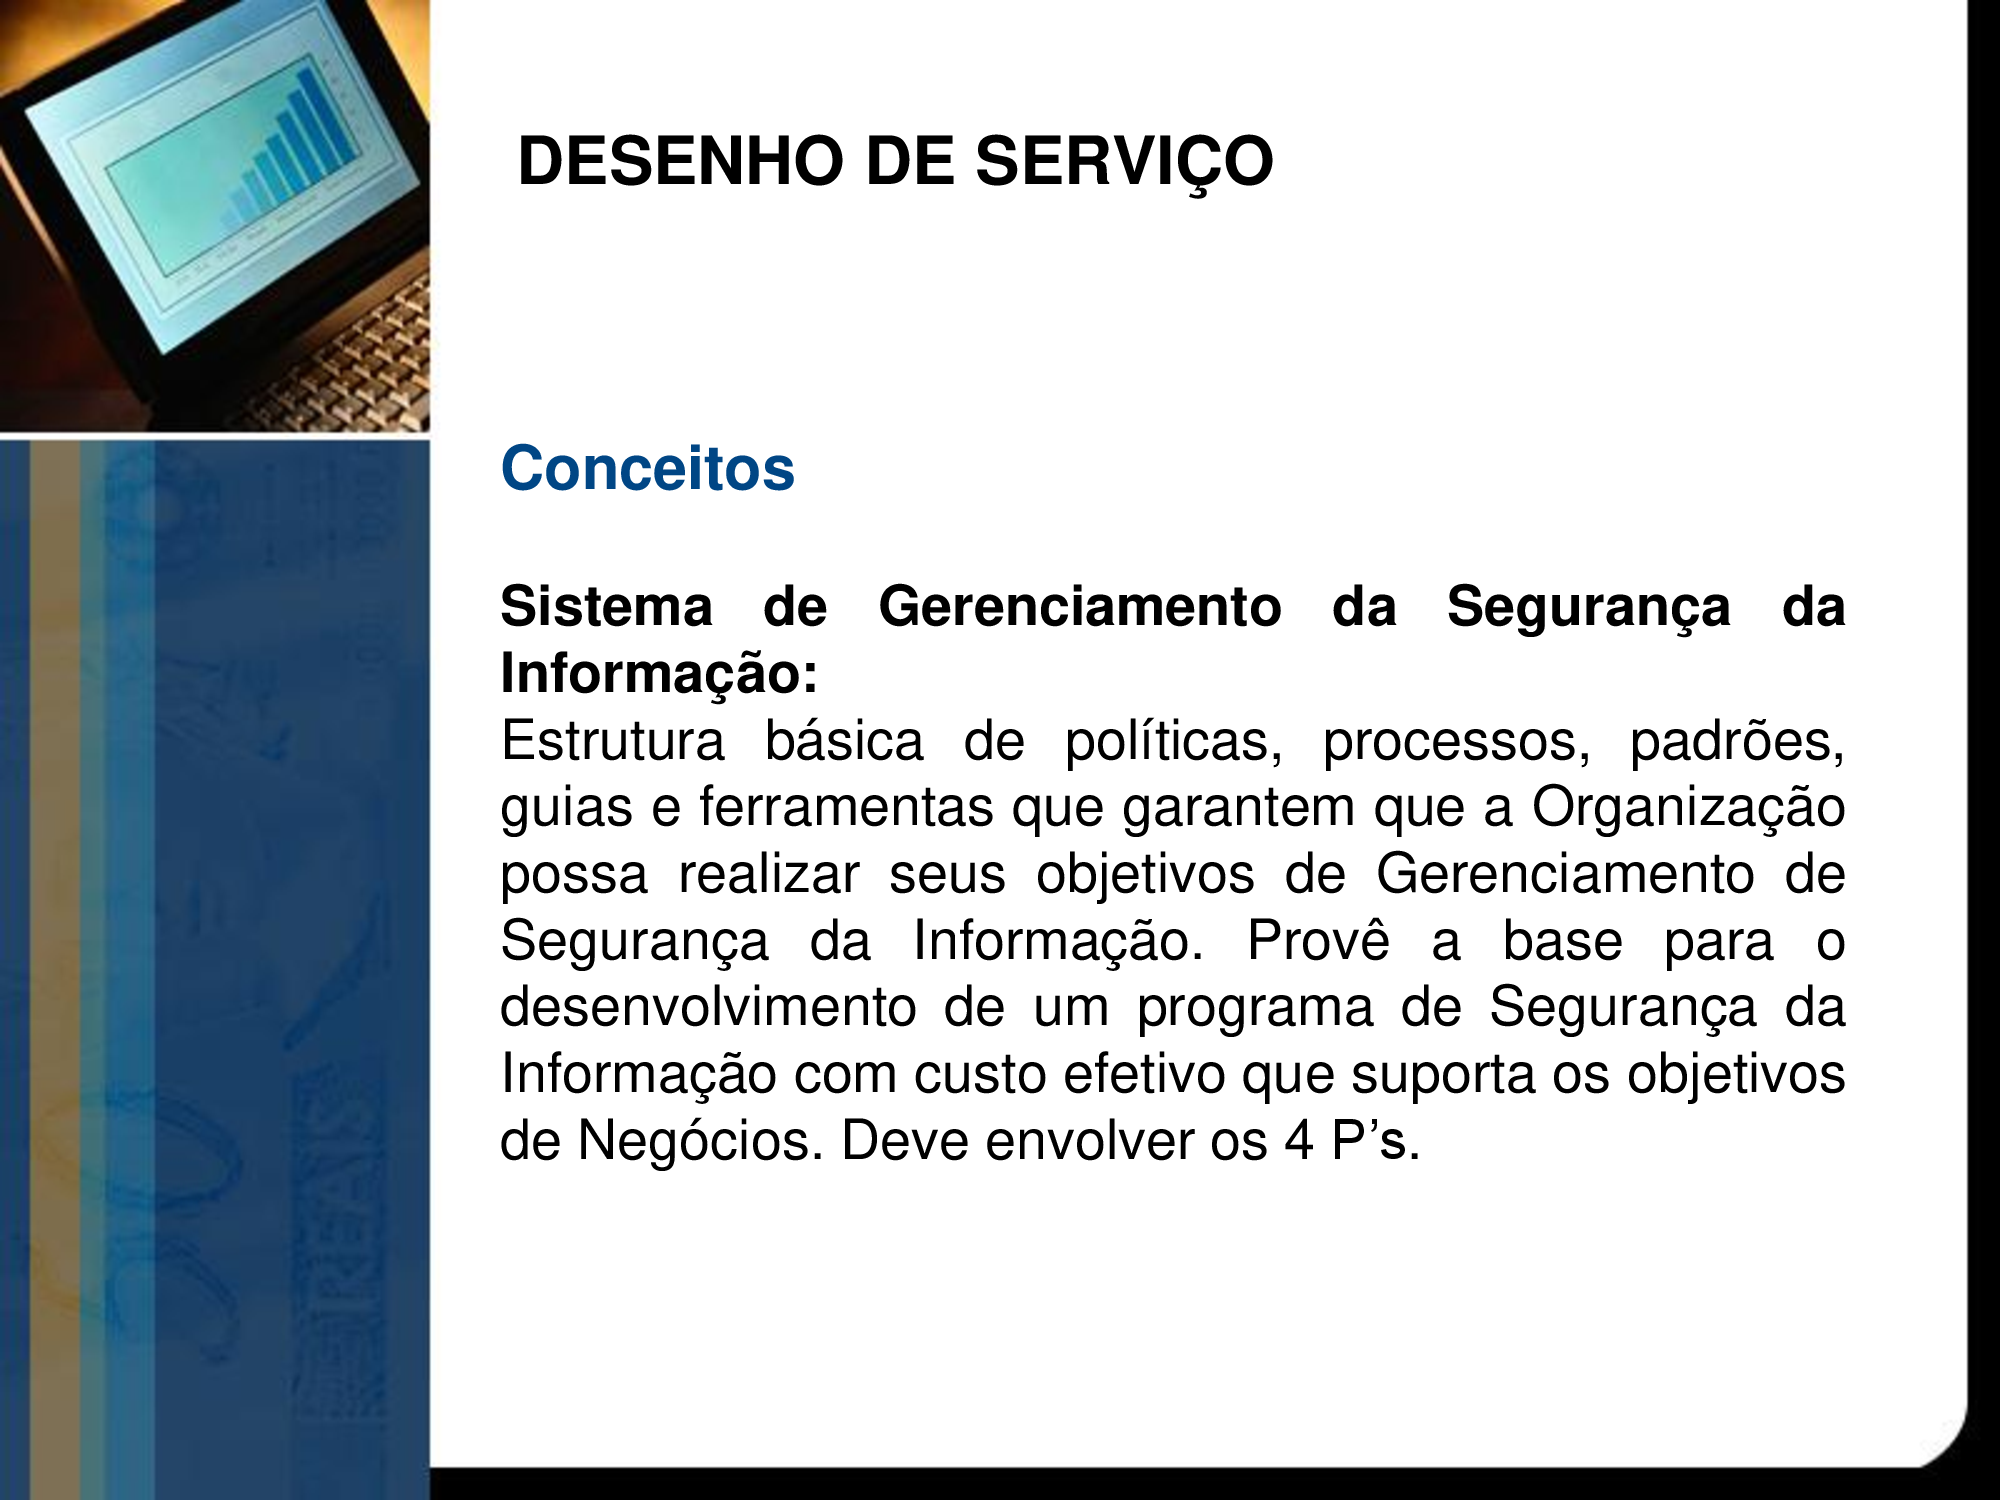 DESENHO DE SERVIÇO
Conceitos
Sistema de Gerenciamento da Segurança da
Informação:
Estrutura básica de políticas, processos, padrões,
guias e ferramentas que garantem que a Organização
possa realizar seus objetivos de Gerenciamento de
Segurança da Informação. Provê a base para o
desenvolvimento de um programa de Segurança da
Informação com custo efetivo que suporta os objetivos
de Negócios. Deve envolver os 4 P’s.
REAIS